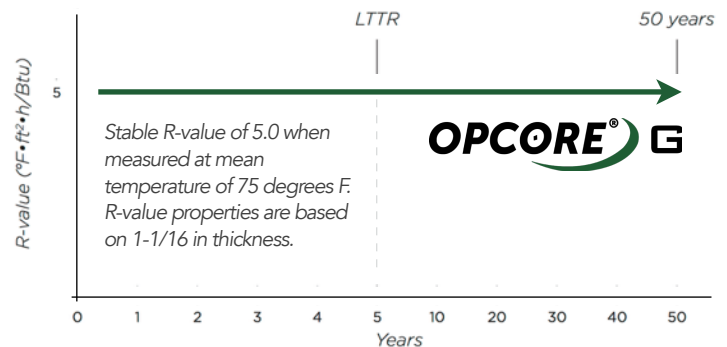 LTTR
50 years
R-value (°F•ft²•h/Btu)
5
Stable R-value of 5.0 when
measured at mean
temperature of 75 degrees F.
R-value properties are based
on 1-1/16 in thickness.
OPCORE® G
0 1 2 3 4 5 10 20 30 40 50
Years